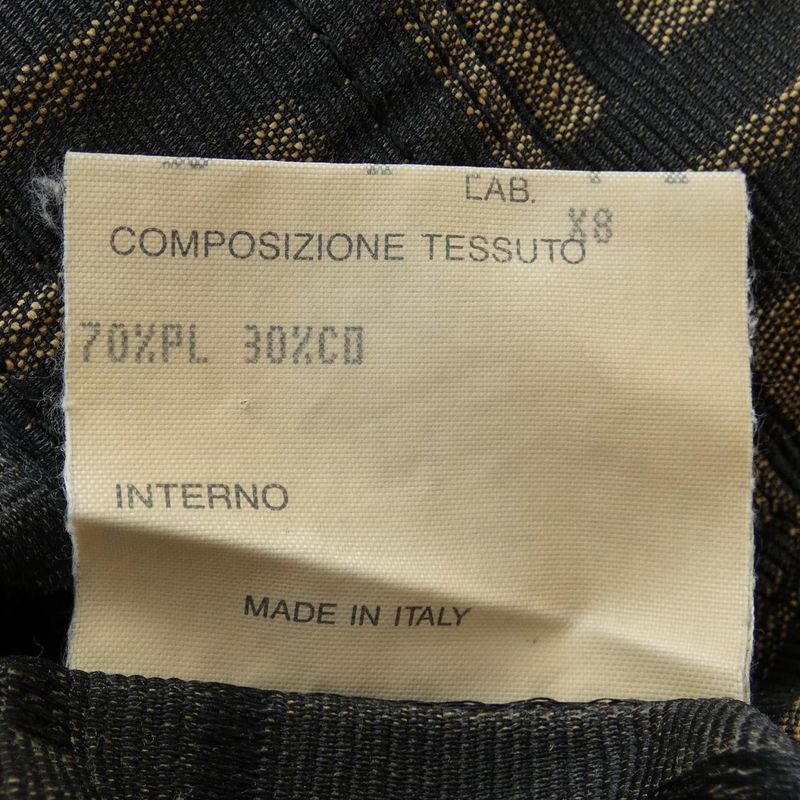 LAB.
X8
COMPOSIZIONE TESSUTO
70%PL 30%CO
INTERNO
MADE IN ITALY